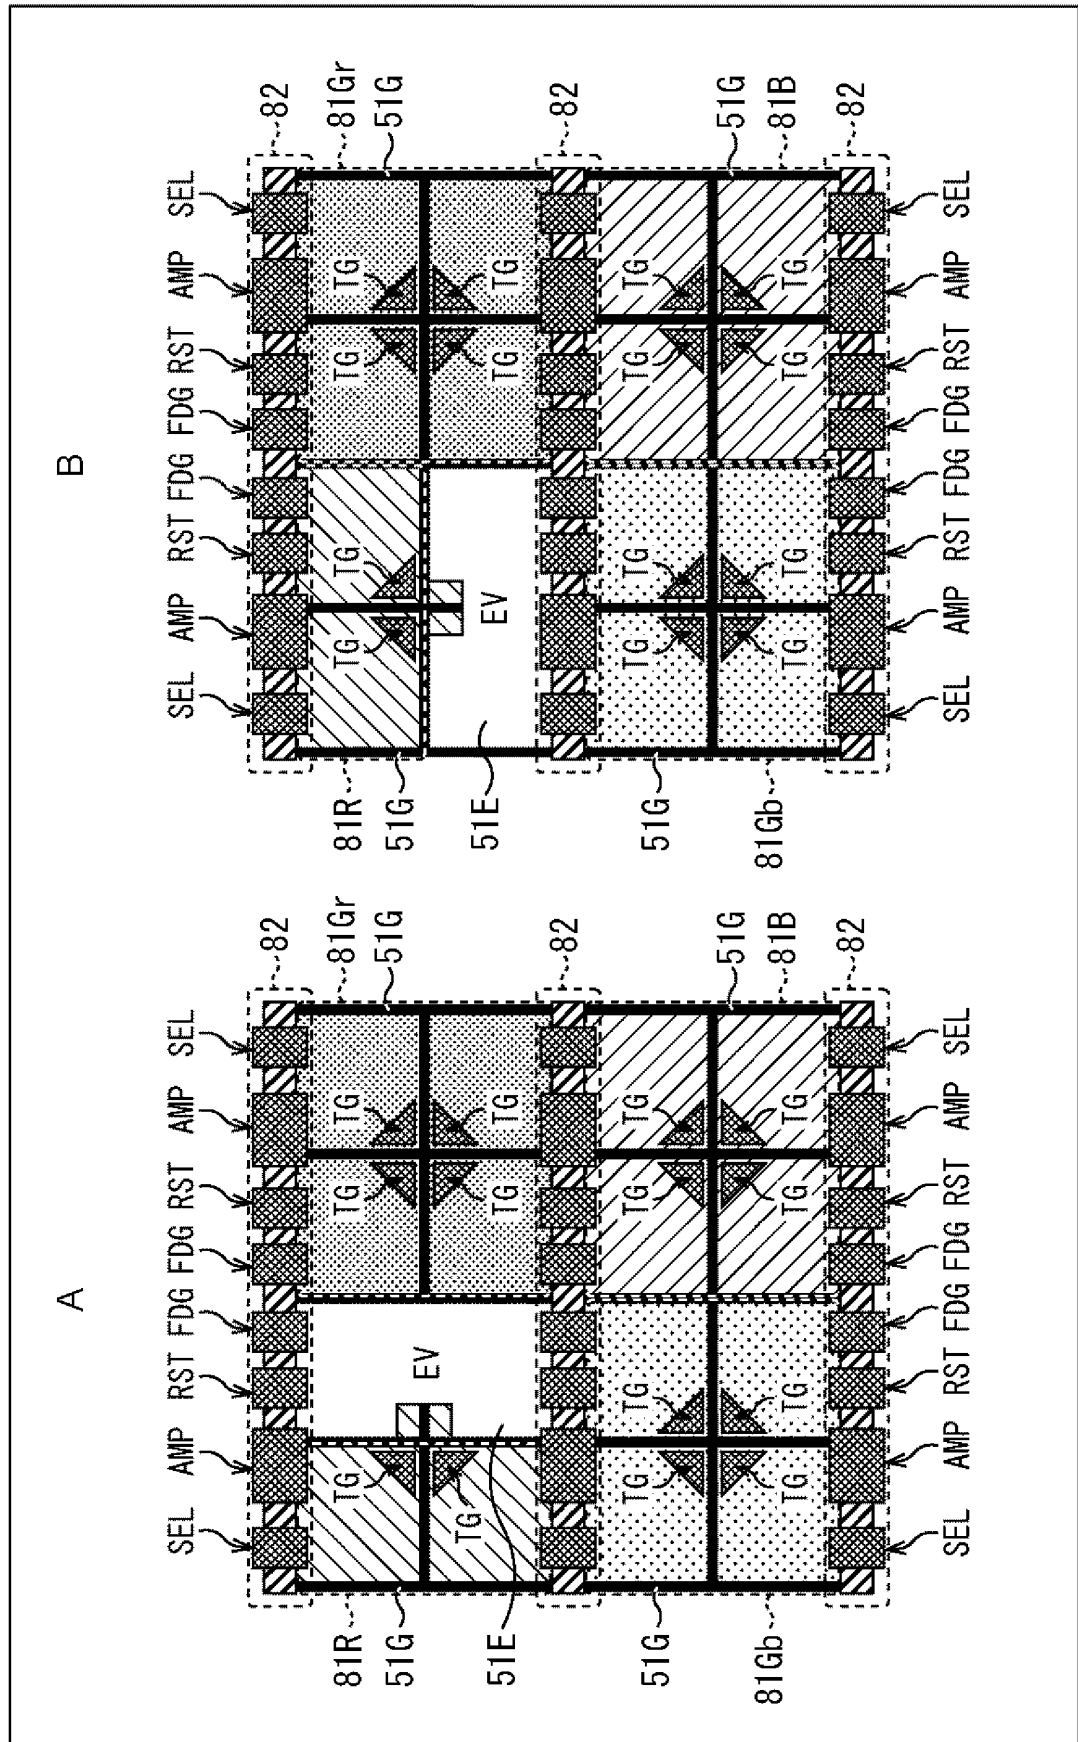 A
SEL AMP RST FDG FDG RST AMP SEL
82
81R 81Gr
51G 51G
TG TG TG
EV
TG TG TG
51E
82
TG TG TG TG
51G 51G
TG TG TG TG
81Gb 81B
82
SEL AMP RST FDG FDG RST AMP SEL
B
SEL AMP RST FDG FDG RST AMP SEL
82
81R 81Gr
51G 51G
TG TG TG TG
EV
TG TG
51E
82
TG TG TG TG
51G 51G
TG TG TG TG
81Gb 81B
82
SEL AMP RST FDG FDG RST AMP SEL